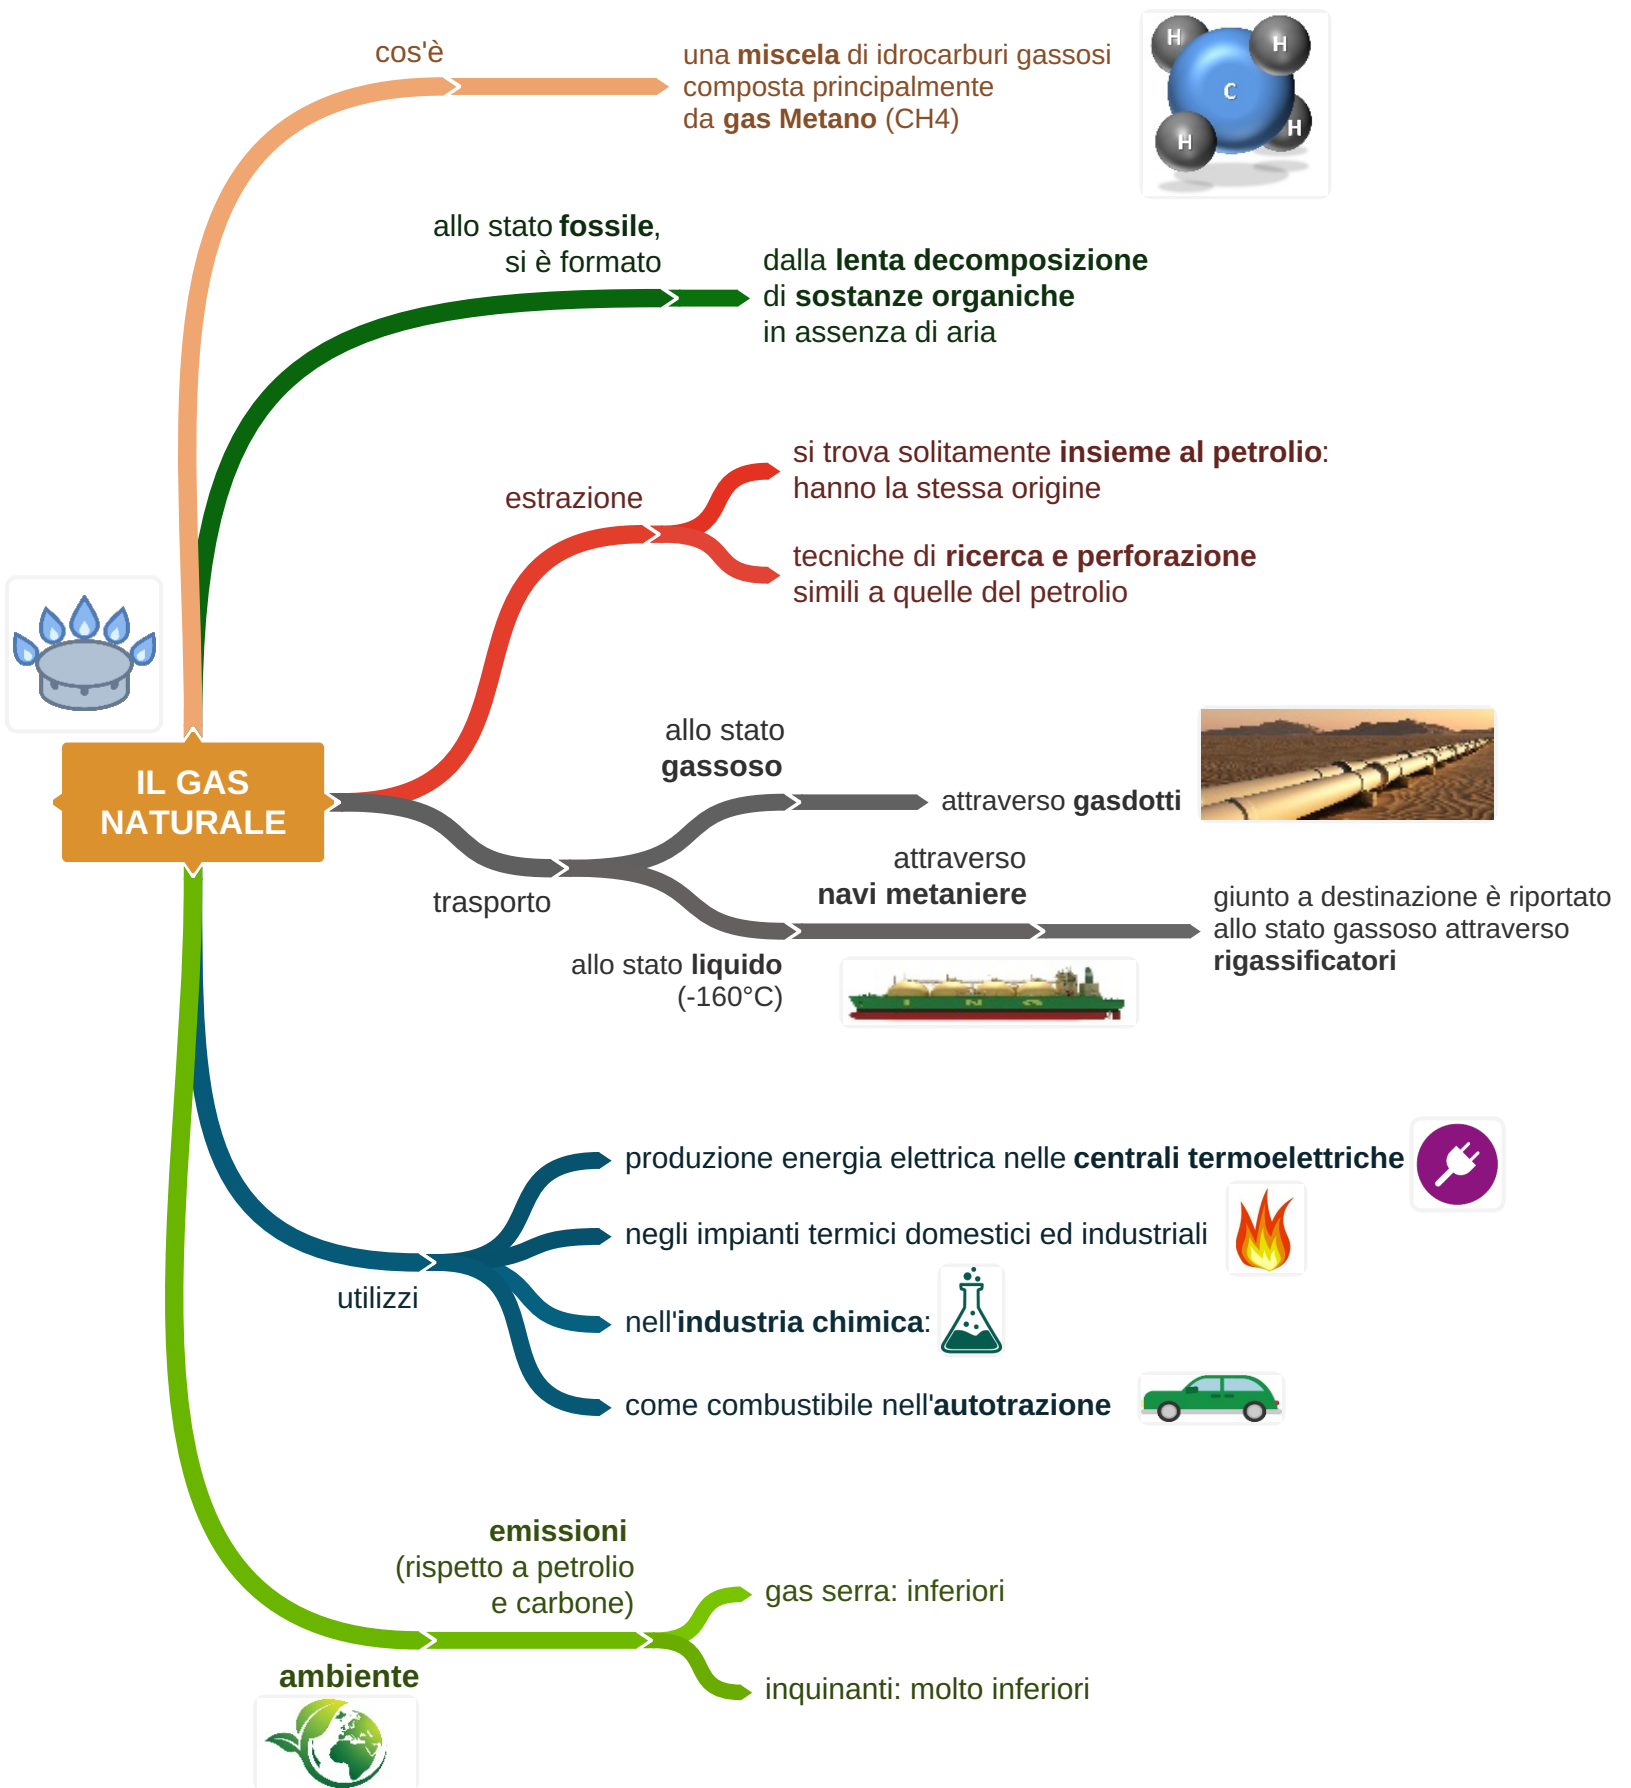 cos'è
una miscela di idrocarburi gassosi
composta principalmente
da gas Metano (CH4)
H
H
C
H
H
allo stato fossile,
si è formato
dalla lenta decomposizione
di sostanze organiche
in assenza di aria
estrazione
si trova solitamente insieme al petrolio:
hanno la stessa origine
tecniche di ricerca e perforazione
simili a quelle del petrolio
IL GAS
NATURALE
trasporto
allo stato
gassoso
attraverso gasdotti
allo stato liquido
(-160°C)
attraverso
navi metaniere
giunto a destinazione è riportato
allo stato gassoso attraverso
rigassificatori
utilizzi
produzione energia elettrica nelle centrali termoelettriche
negli impianti termici domestici ed industriali
nell'industria chimica:
come combustibile nell'autotrazione
ambiente
emissioni
(rispetto a petrolio
e carbone)
gas serra: inferiori
inquinanti: molto inferiori